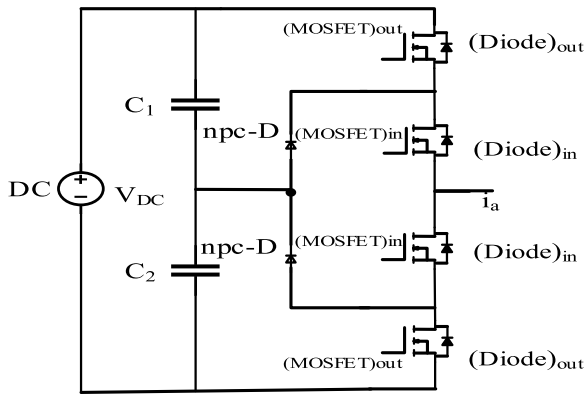 (MOSFET)out
(Diode)out
C1
npc-D
(MOSFET)in
(Diode)in
DC
+
−
VDC
ia
npc-D
(MOSFET)in
(Diode)in
C2
(MOSFET)out
(Diode)out